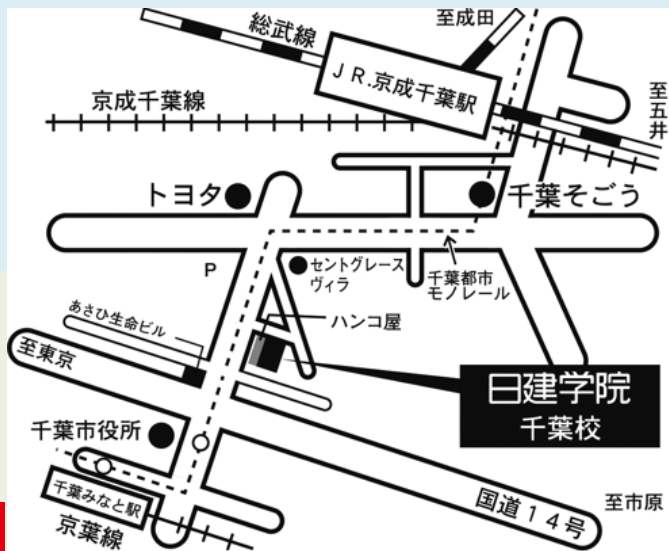 総武線
至成田
JR.京成千葉駅
至五井
京成千葉線
トヨタ
千葉そごう
P
セントグレース
ヴィラ
千葉都市
モノレール
あさひ生命ビル
ハンコ屋
至東京
日建学院
千葉校
千葉市役所
千葉みなと駅
京葉線
国道14号
至市原